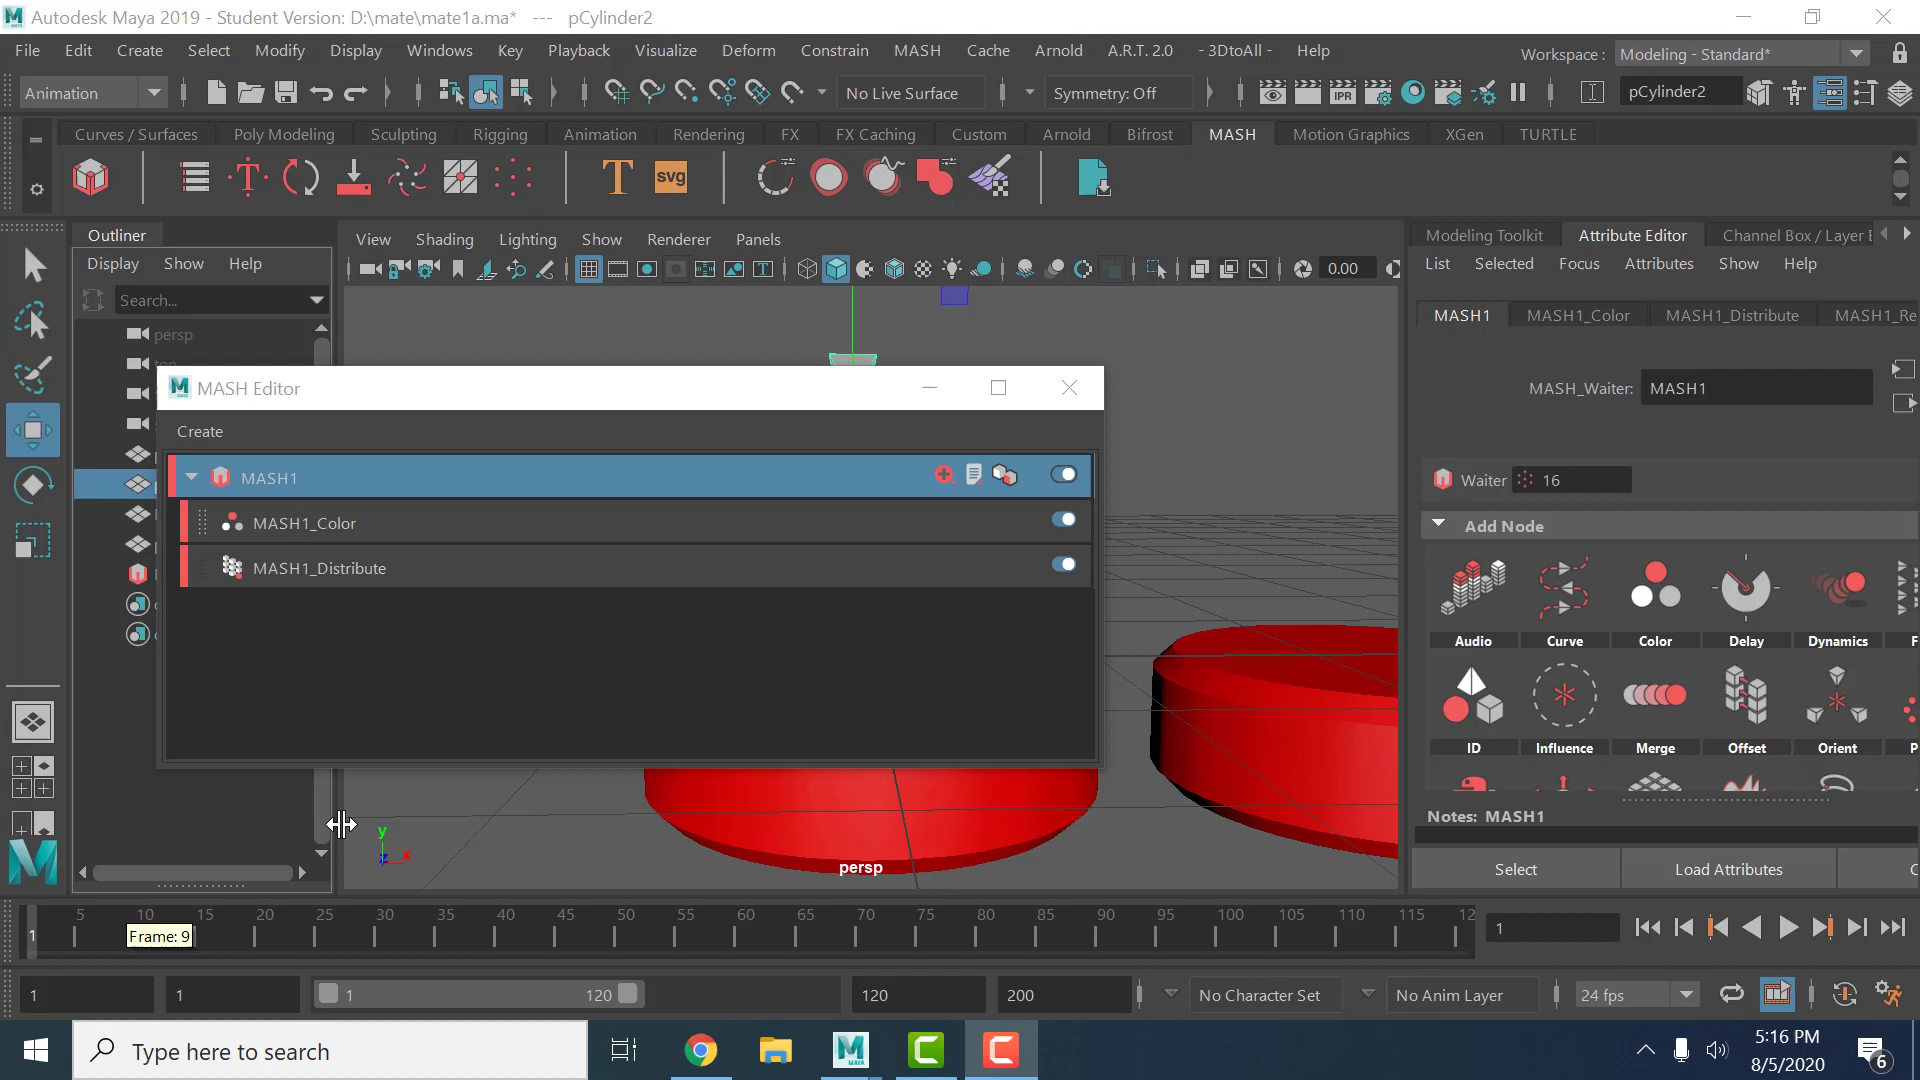 Autodesk Maya 2019 - Student Version: D:\mate\mate1a.ma*   ---   pCylinder2
File Edit Create Select Modify Display Windows Key Playback Visualize Deform Constrain MASH Cache Arnold A.R.T. 2.0 - 3DtoAll - Help Workspace : Modeling - Standard*
Animation No Live Surface Symmetry: Off IPR pCylinder2
Curves / Surfaces Poly Modeling Sculpting Rigging Animation Rendering FX FX Caching Custom Arnold Bifrost MASH Motion Graphics XGen TURTLE
T T svg
Outliner
Display Show Help
Search...
persp
View Shading Lighting Show Renderer Panels
0.00
MASH Editor
Create
MASH1
MASH1_Color
MASH1_Distribute
y
z x
persp
Modeling Toolkit Attribute Editor Channel Box / Layer E
List Selected Focus Attributes Show Help
MASH1 MASH1_Color MASH1_Distribute MASH1_Re
MASH_Waiter: MASH1
Waiter 16
Add Node
Audio Curve Color Delay Dynamics F
ID Influence Merge Offset Orient P
Notes: MASH1
Select Load Attributes C
5 10 15 20 25 30 35 40 45 50 55 60 65 70 75 80 85 90 95 100 105 110 115 12
1 Frame: 9 1
1 1 1 120 120 200 No Character Set No Anim Layer 24 fps
Type here to search
MAYA
5:16 PM
8/5/2020
6